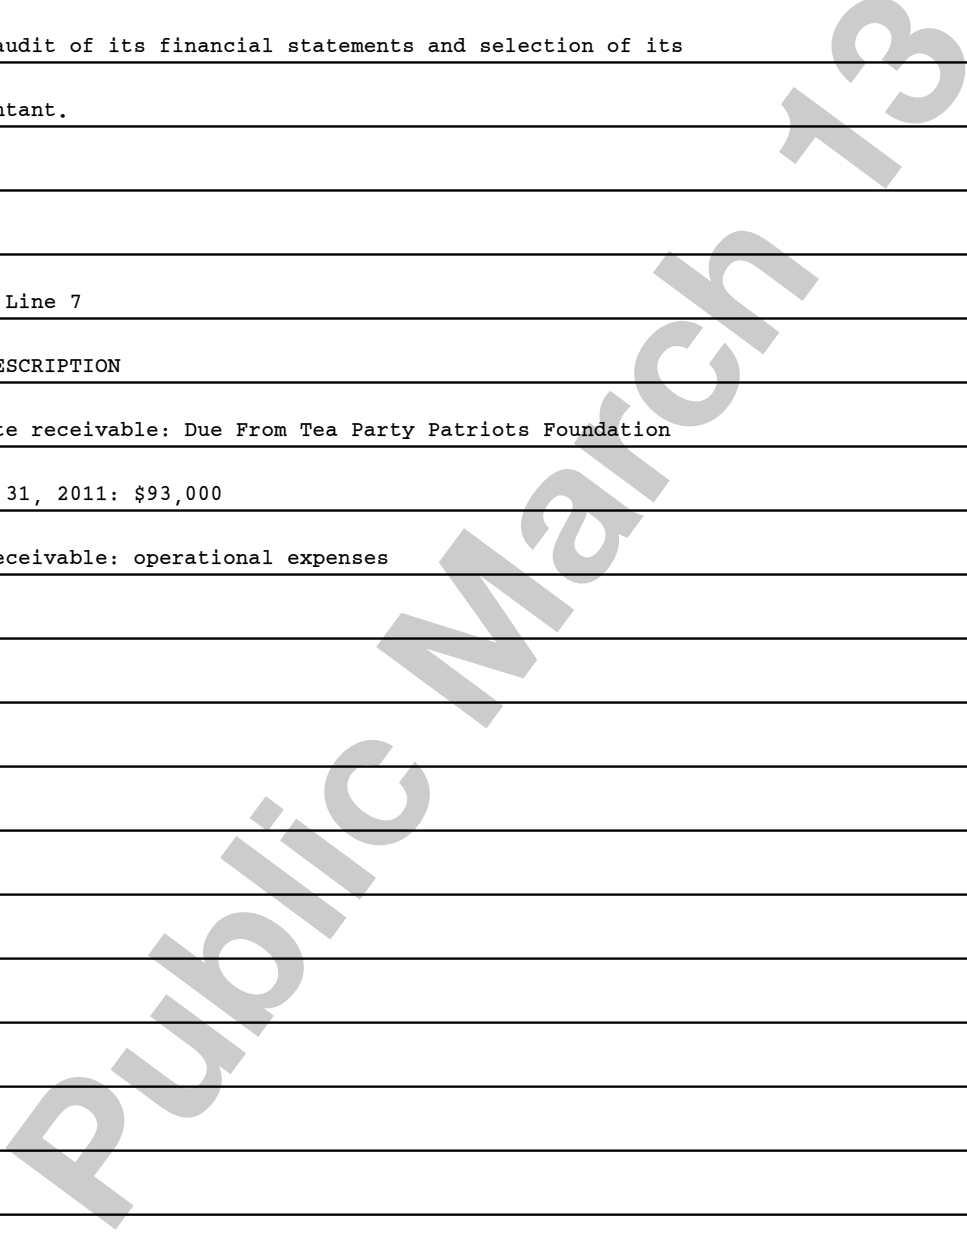 audit of its financial statements and selection of its
ntant.
Line 7
ESCRIPTION
te receivable: Due From Tea Party Patriots Foundation
31, 2011: $93,000
eceivable: operational expenses
Public March 13